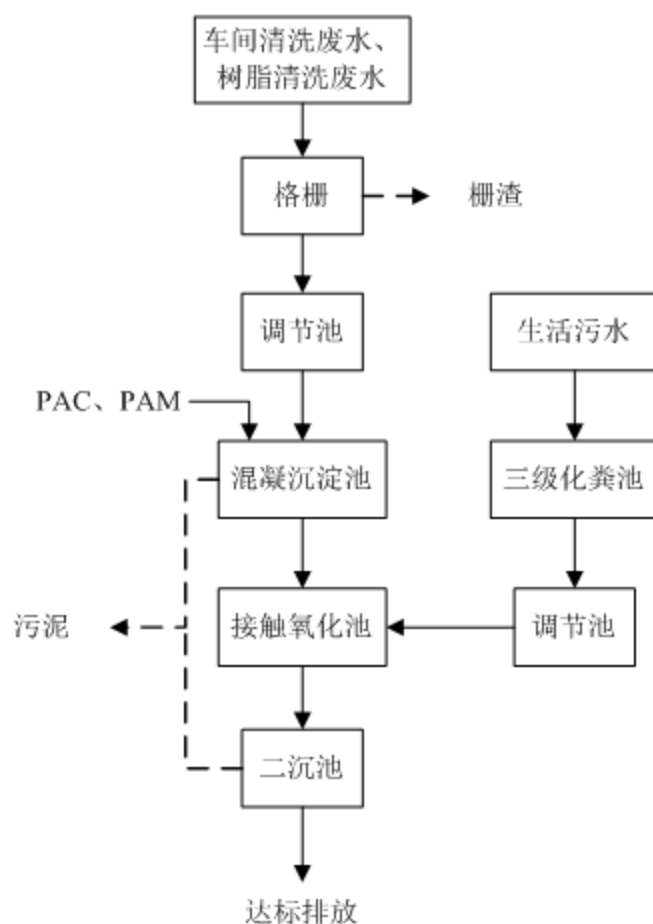 车间清洗废水、
树脂清洗废水
格栅
栅渣
调节池
生活污水
PAC、PAM
混凝沉淀池
三级化粪池
污泥
接触氧化池
调节池
二沉池
达标排放